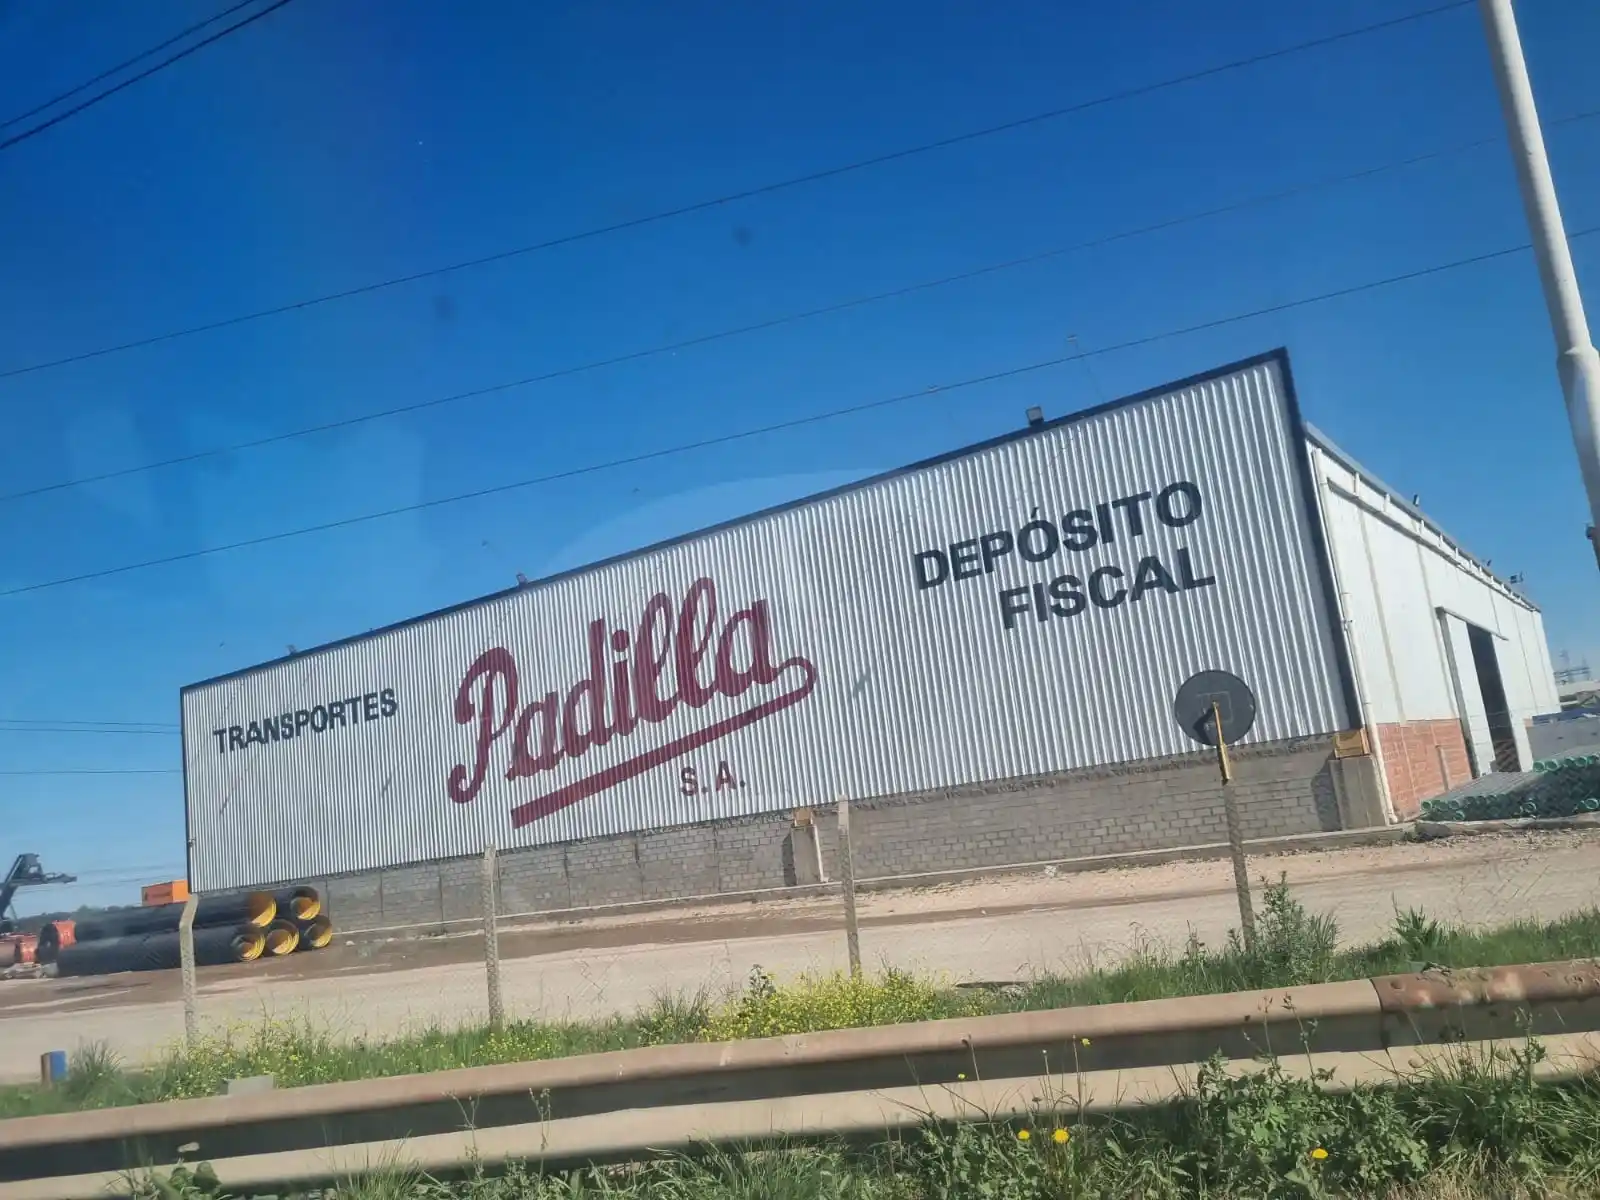 TRANSPORTES
Padilla
S.A.
DEPÓSITO
FISCAL